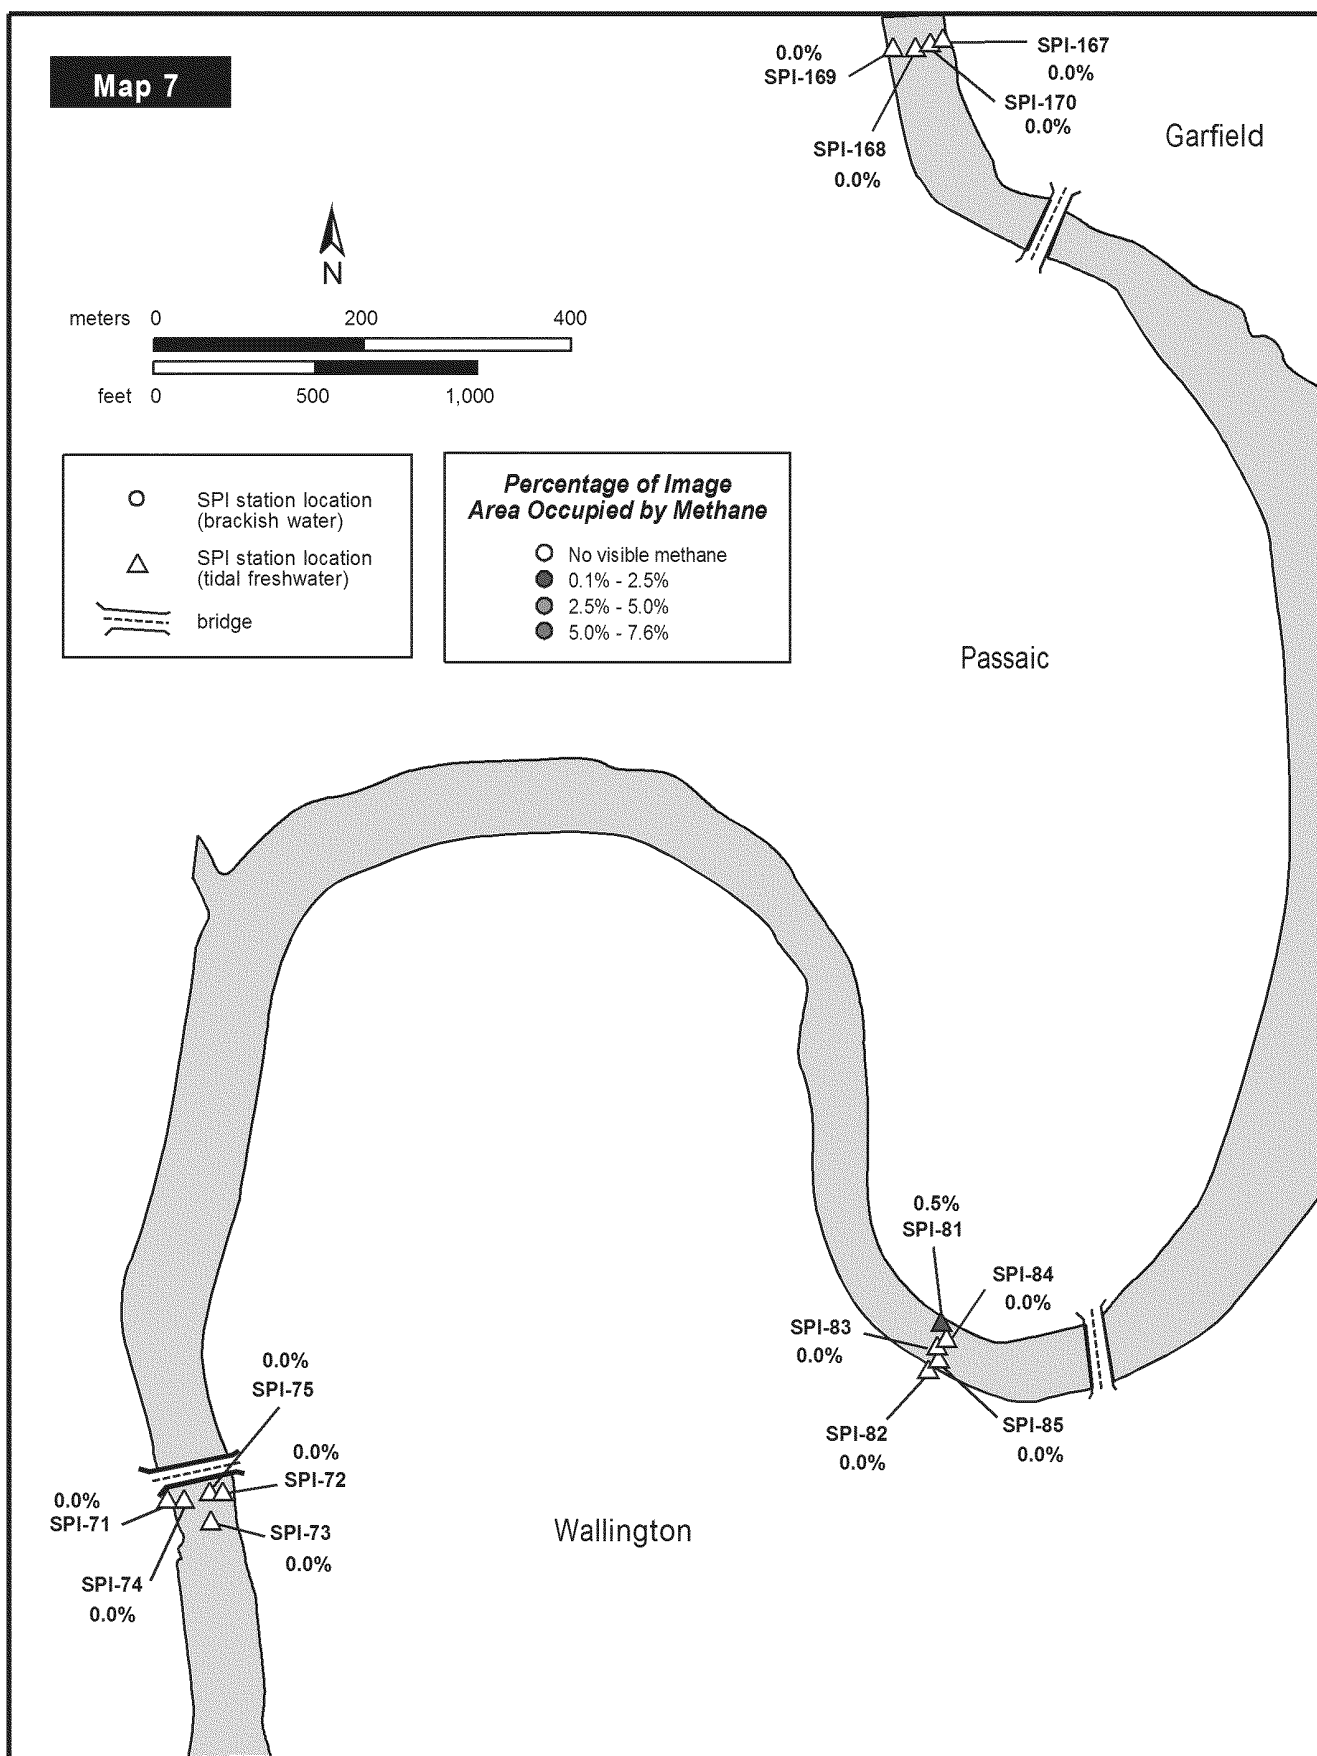 Map 7
0.0%
SPI-169
SPI-167
0.0%
SPI-170
0.0%
SPI-168
0.0%
Garfield
N
meters 0 200 400
feet 0 500 1,000
SPI station location
(brackish water)
SPI station location
(tidal freshwater)
bridge
Percentage of Image
Area Occupied by Methane
No visible methane
0.1% - 2.5%
2.5% - 5.0%
5.0% - 7.6%
Passaic
0.5%
SPI-81
SPI-84
0.0%
SPI-83
0.0%
SPI-82
0.0%
SPI-85
0.0%
0.0%
SPI-75
0.0%
SPI-72
0.0%
SPI-71
SPI-73
0.0%
SPI-74
0.0%
Wallington